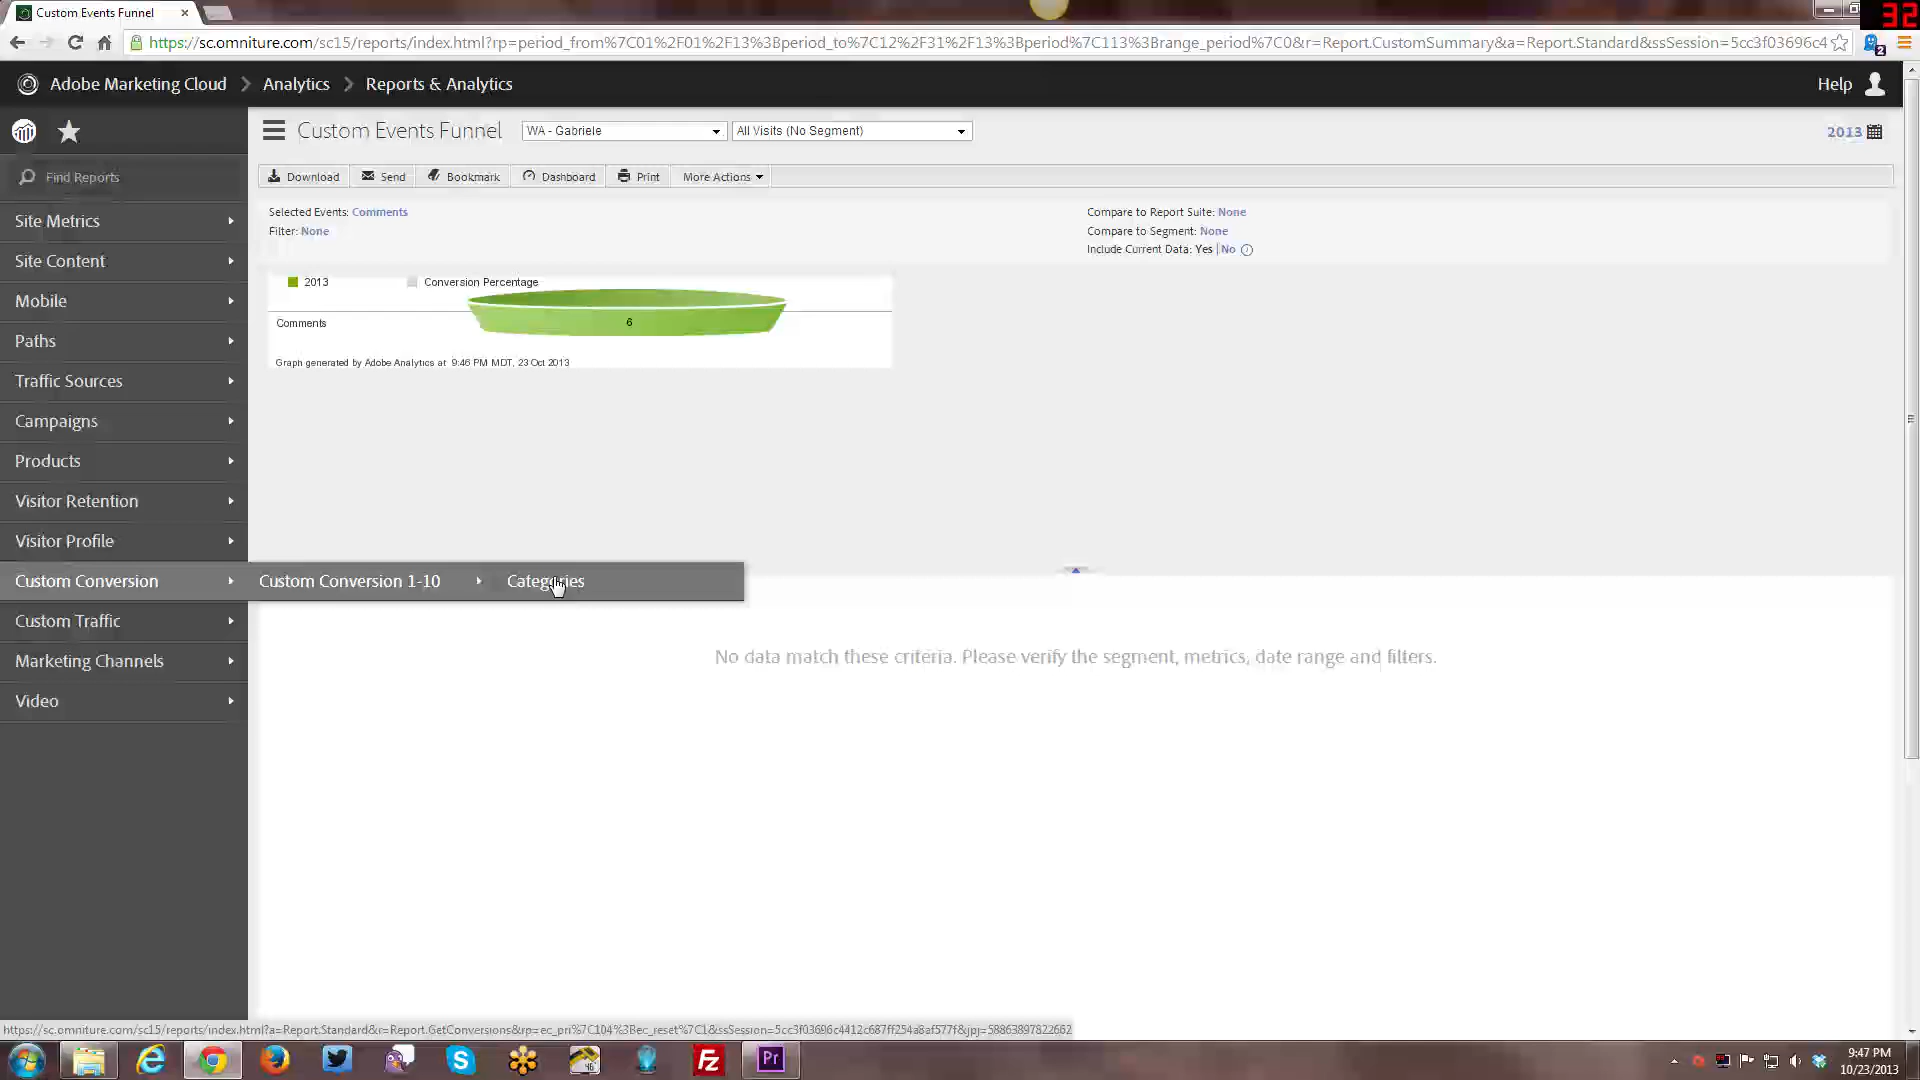 Custom Events Funnel
32
https://sc.omniture.com/sc15/reports/index.html?rp=period_from%7C01%2F01%2F13%3Bperiod_to%7C12%2F31%2F13%3Bperiod%7C113%3Brange_period%7C0&r=Report.CustomSummary&a=Report.Standard&ssSession=5cc3f03696c4
2
Adobe Marketing Cloud
Analytics
Reports & Analytics
Help
Custom Events Funnel
WA - Gabriele
All Visits (No Segment)
2013
Find Reports
Download
Send
Bookmark
Dashboard
Print
More Actions
Selected Events: Comments
Filter: None
Compare to Report Suite: None
Compare to Segment: None
Include Current Data: Yes | No
Site Metrics
Site Content
Mobile
Paths
Traffic Sources
Campaigns
Products
Visitor Retention
Visitor Profile
Custom Conversion
Custom Conversion 1-10
Categories
Custom Traffic
Marketing Channels
Video
2013
Conversion Percentage
Comments
6
Graph generated by Adobe Analytics at 9:46 PM MDT, 23 Oct 2013
No data match these criteria. Please verify the segment, metrics, date range and filters.
https://sc.omniture.com/sc15/reports/index.html?a=Report.Standard&r=Report.GetConversions&rp=ec_pri%7C104%3Bec_reset%7C1&ssSession=5cc3f03696c4412c687ff254a8af577f&jpj=58863897822662
Fz
Pr
9:47 PM
10/23/2013